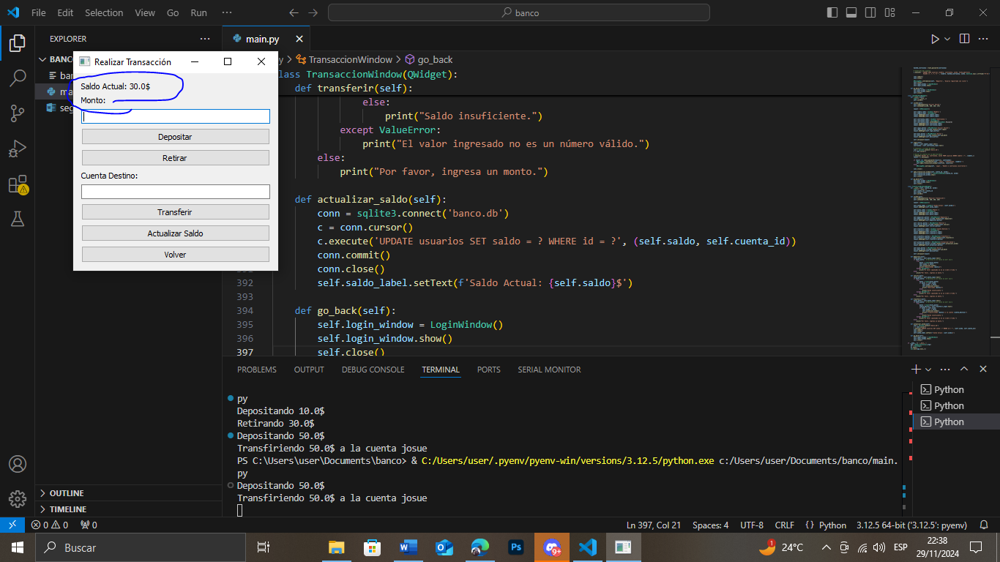 File Edit Selection View Go Run ···
banco
EXPLORER ···
main.py
BANCO
ban
ma
seg
Realizar Transacción
Saldo Actual: 30.0$
Monto:
Depositar
Retirar
Cuenta Destino:
Transferir
Actualizar Saldo
Volver
y > TransaccionWindow > go_back
lass TransaccionWindow(QWidget):
def transferir(self):
else:
print("Saldo insuficiente.")
except ValueError:
print("El valor ingresado no es un número válido.")
else:
print("Por favor, ingresa un monto.")
def actualizar_saldo(self):
conn = sqlite3.connect('banco.db')
c = conn.cursor()
c.execute('UPDATE usuarios SET saldo = ? WHERE id = ?', (self.saldo, self.cuenta_id))
conn.commit()
conn.close()
392 self.saldo_label.setText(f'Saldo Actual: {self.saldo}$')
393
394 def go_back(self):
395 self.login_window = LoginWindow()
396 self.login_window.show()
397 self.close()
PROBLEMS OUTPUT DEBUG CONSOLE TERMINAL PORTS SERIAL MONITOR
py
Depositando 10.0$
Retirando 30.0$
Depositando 50.0$
Transfiriendo 50.0$ a la cuenta josue
PS C:\Users\user\Documents\banco> & C:/Users/user/.pyenv/pyenv-win/versions/3.12.5/python.exe c:/Users/user/Documents/banco/main.
py
Depositando 50.0$
Transfiriendo 50.0$ a la cuenta josue
Python
Python
Python
OUTLINE
TIMELINE
0 0 0 Ln 397, Col 21 Spaces: 4 UTF-8 CRLF {} Python 3.12.5 64-bit ('3.12.5': pyenv)
Buscar
Ps
9+
1
24°C
ESP
22:38
29/11/2024